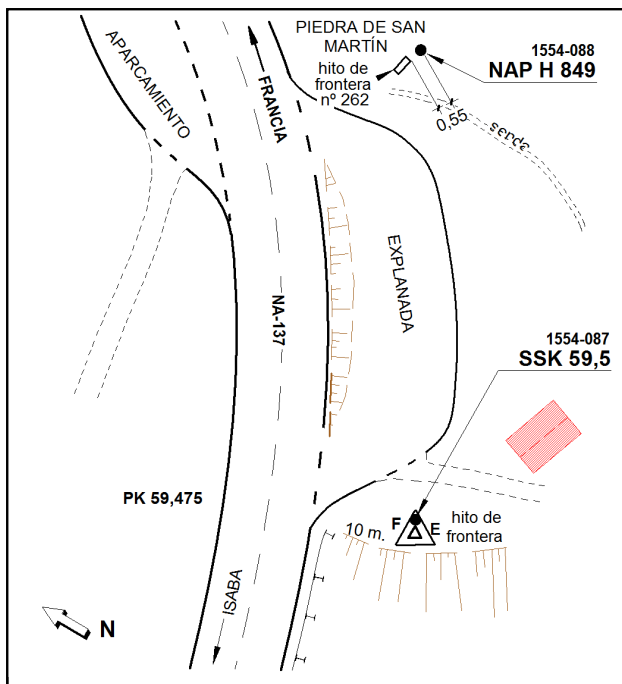 PIEDRA DE SAN
MARTÍN
hito de
frontera
nº 262
1554-088
NAP H 849
0,55
senda
APARCAMIENTO
FRANCIA
EXPLANADA
NA-137
1554-087
SSK 59,5
PK 59,475
10 m.
F
E
hito de
frontera
ISABA
N